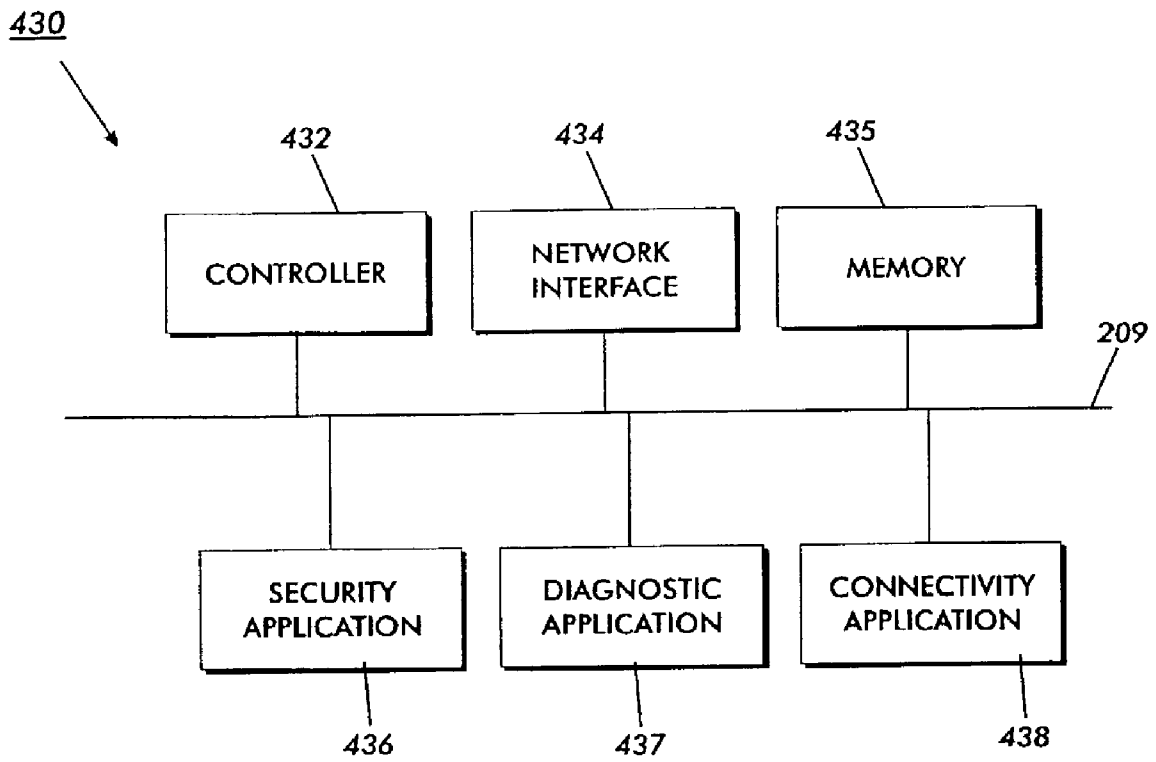 430
432
434
435
CONTROLLER
NETWORK
INTERFACE
MEMORY
209
SECURITY
APPLICATION
DIAGNOSTIC
APPLICATION
CONNECTIVITY
APPLICATION
436
437
438